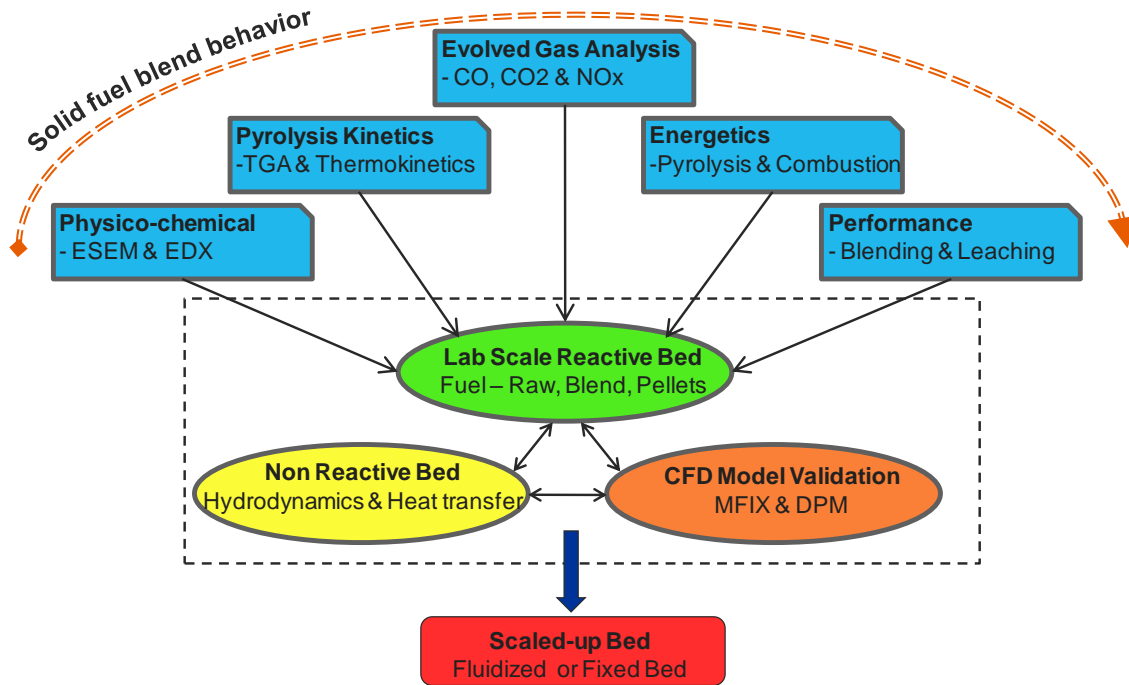 Solid fuel blend behavior
Evolved Gas Analysis
- CO, CO2 & NOx
Pyrolysis Kinetics
-TGA & Thermokinetics
Energetics
-Pyrolysis & Combustion
Physico-chemical
- ESEM & EDX
Performance
- Blending & Leaching
Lab Scale Reactive Bed
Fuel – Raw, Blend, Pellets
Non Reactive Bed
Hydrodynamics & Heat transfer
CFD Model Validation
MFIX & DPM
Scaled-up Bed
Fluidized or Fixed Bed